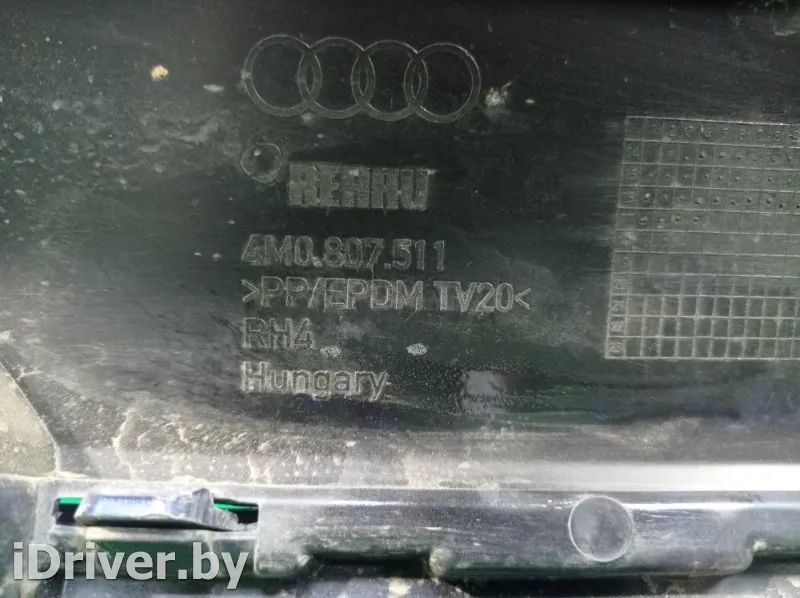 REHAU
4M0.807.511
>PP/EPDM TV20<
RH4
Hungary
iDriver.by